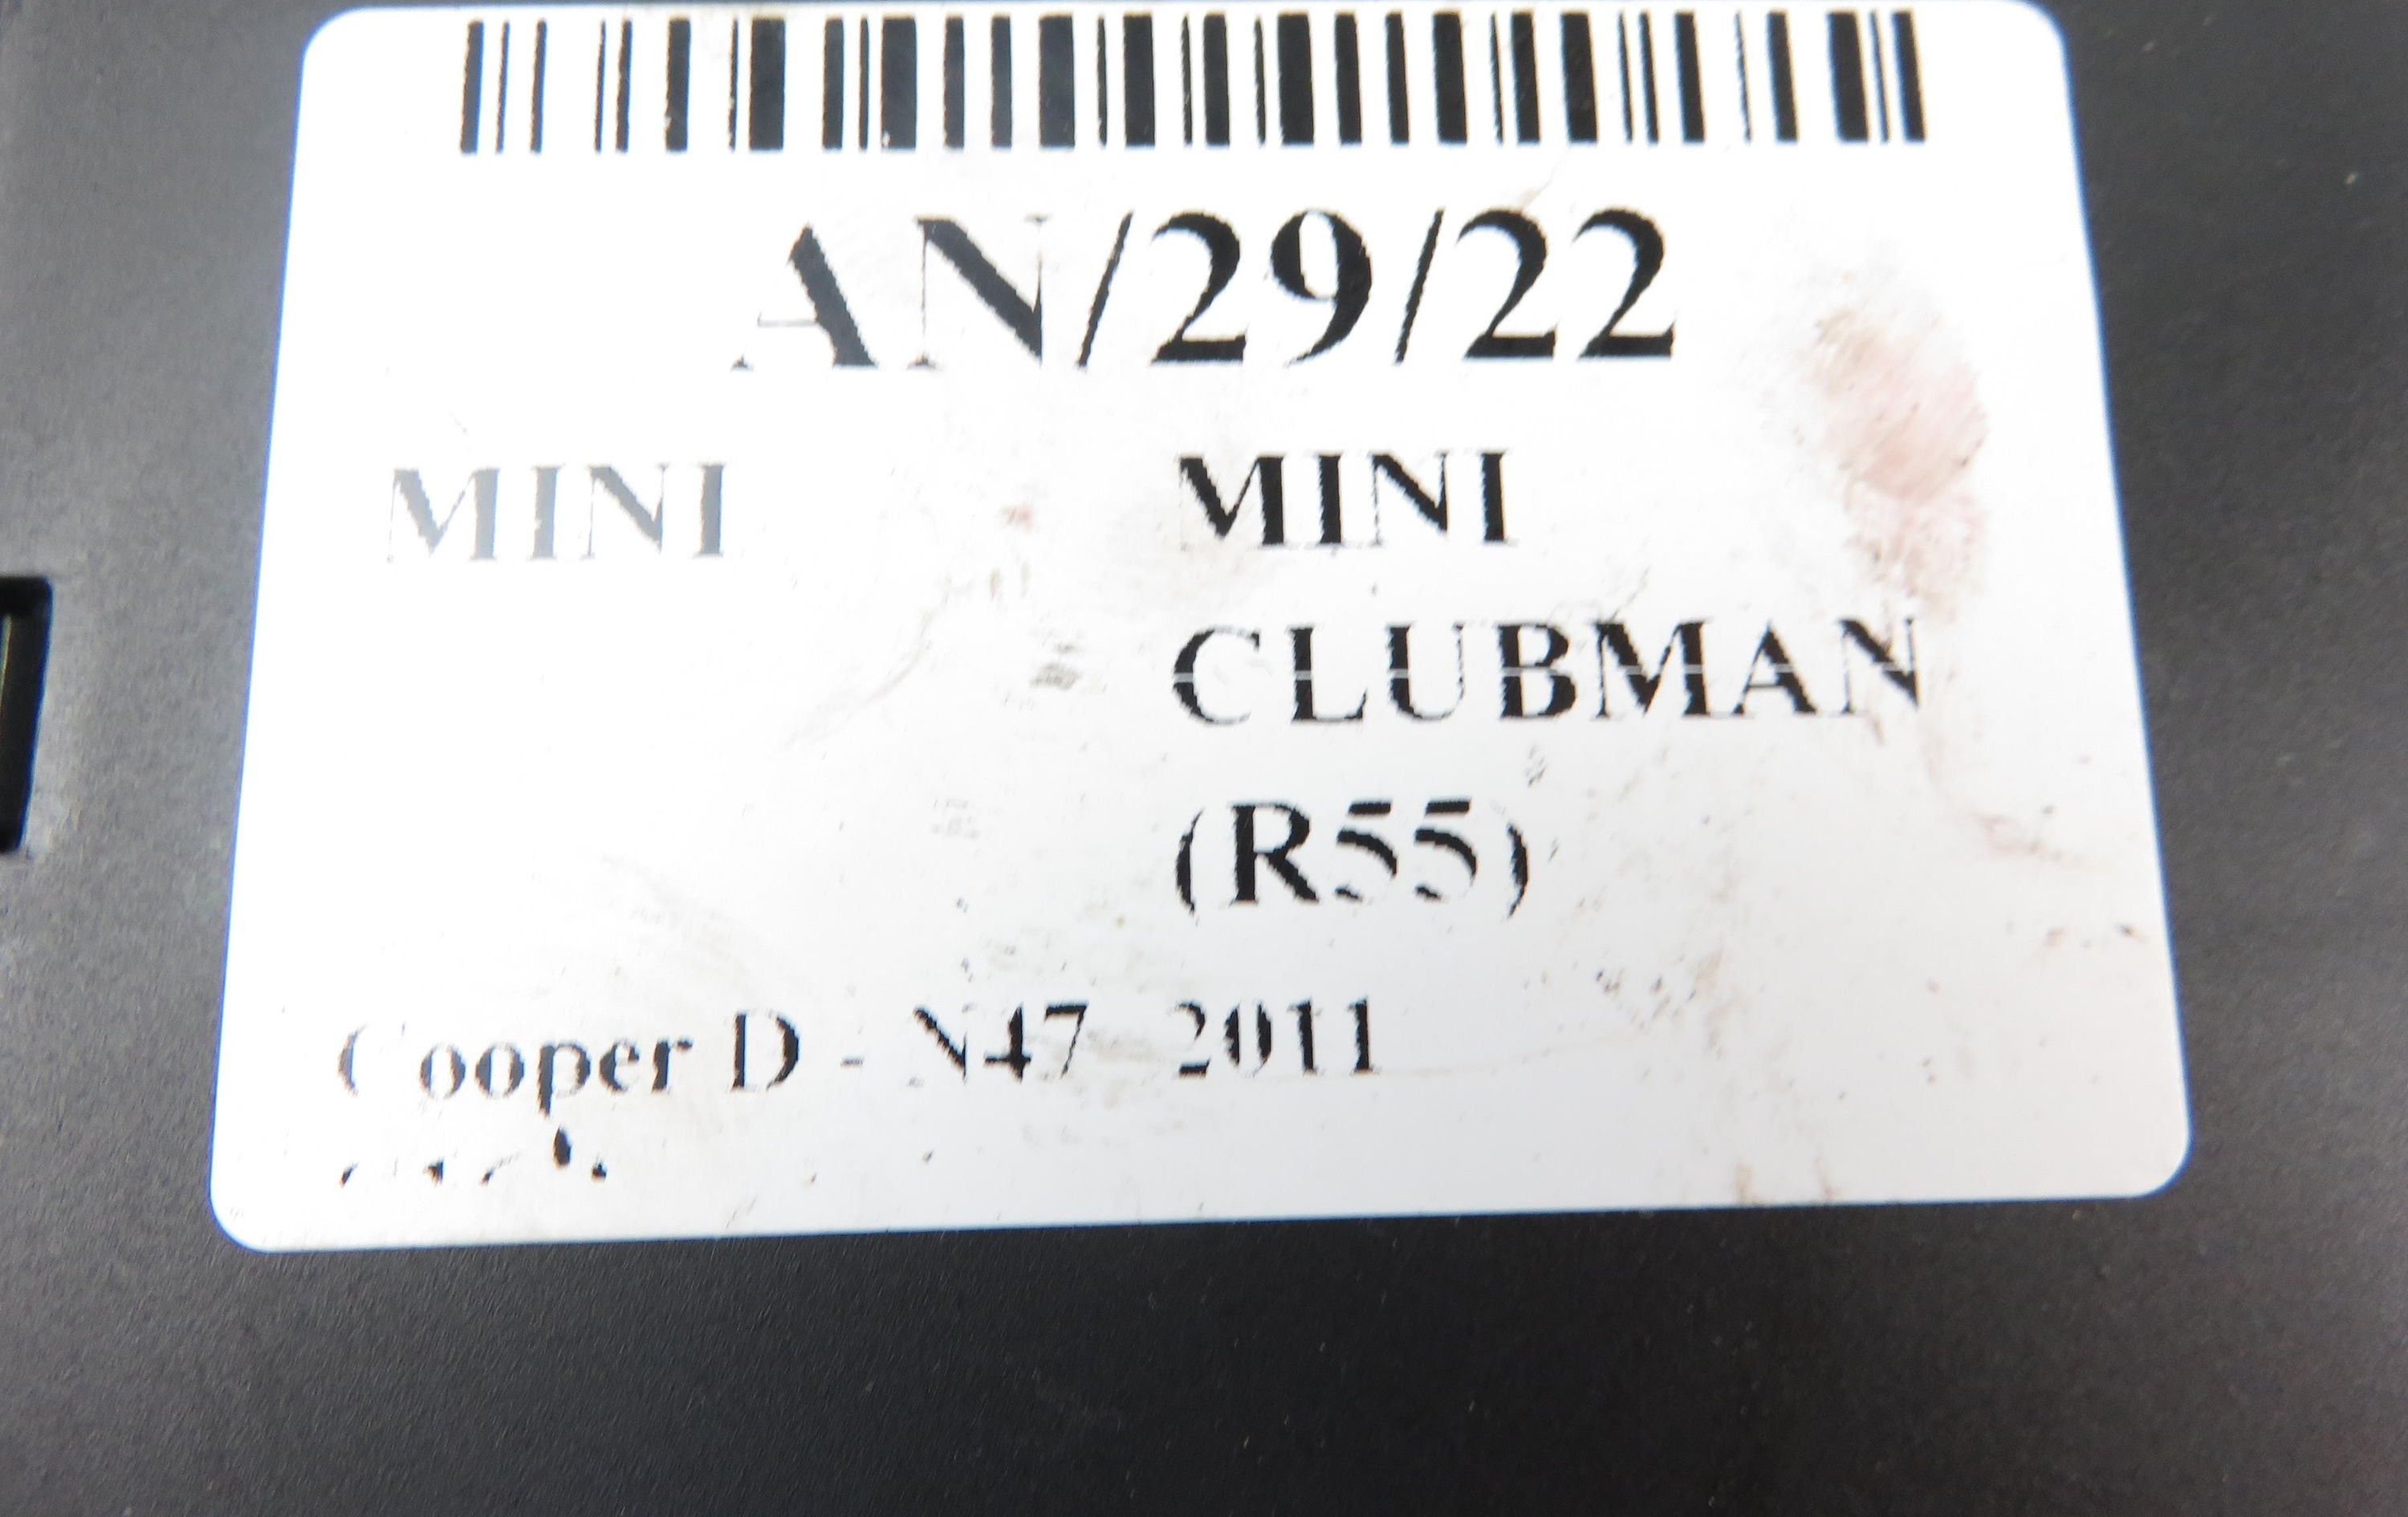 AN/29/22
MINI MINI
CLUBMAN
(R55)
Cooper D - N47 2011